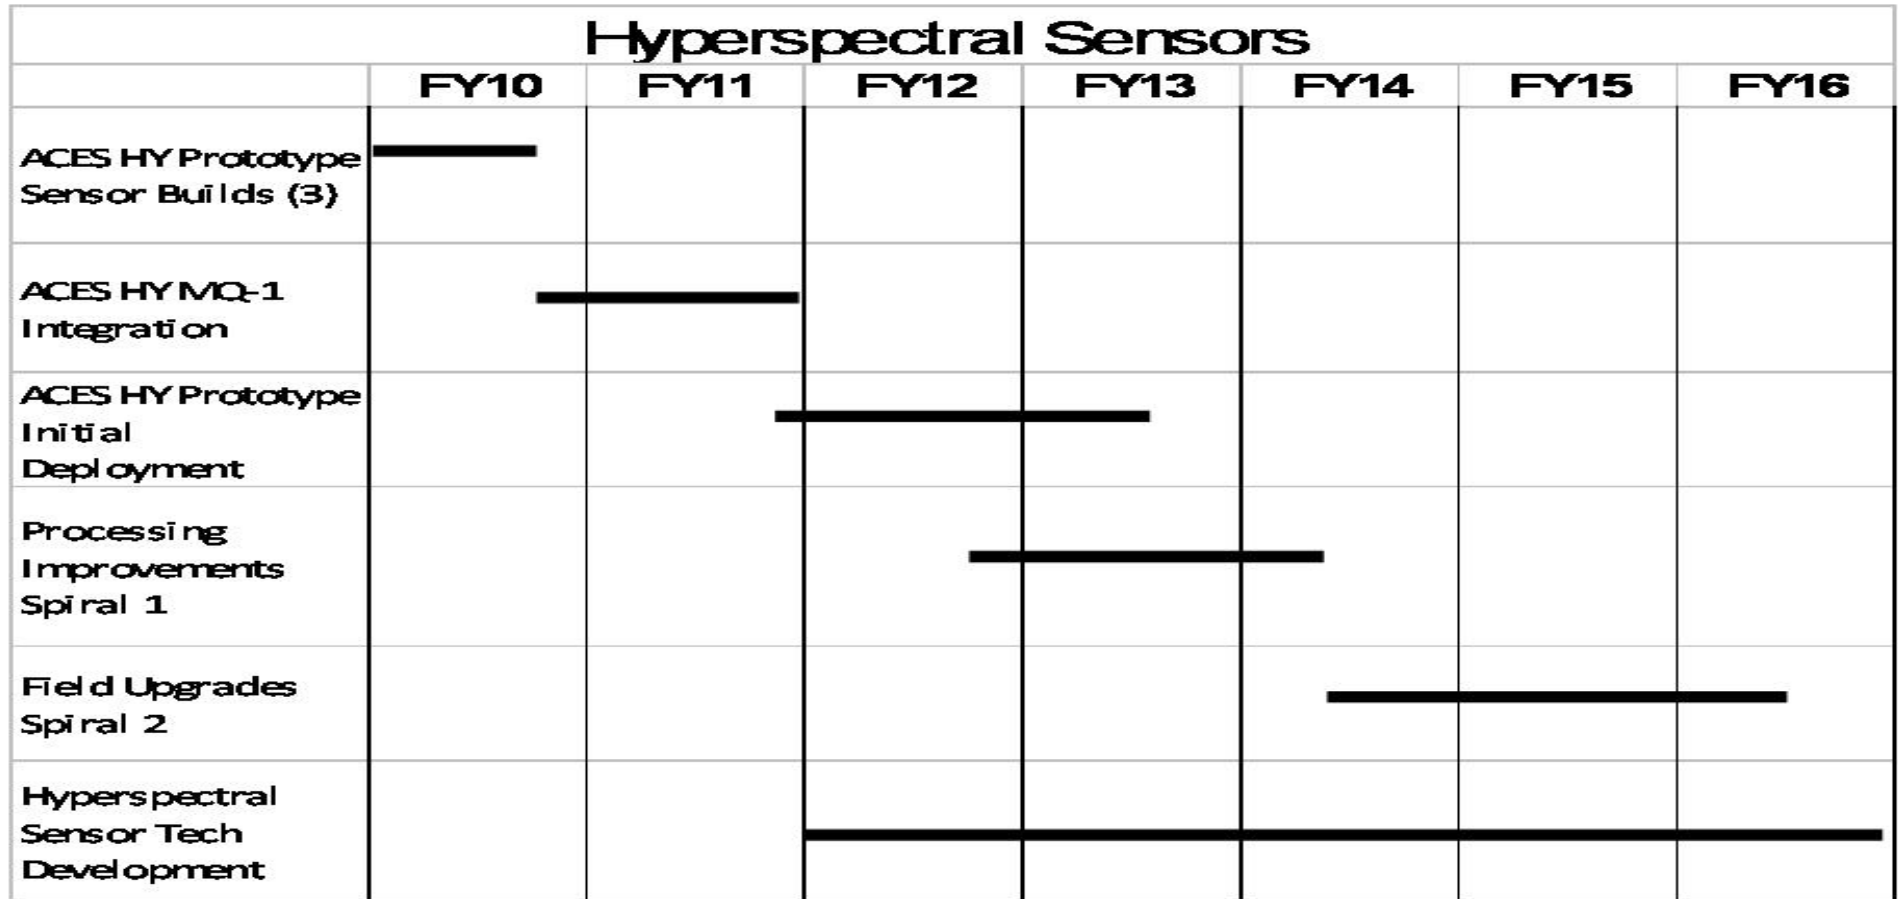 Hyperspectral Sensors
FY10 FY11 FY12 FY13 FY14 FY15 FY16
ACES HY Prototype
Sensor Builds (3)
ACES HY MQ-1
Integration
ACES HY Prototype
Initial
Deployment
Processing
Improvements
Spiral 1
Field Upgrades
Spiral 2
Hyperspectral
Sensor Tech
Development